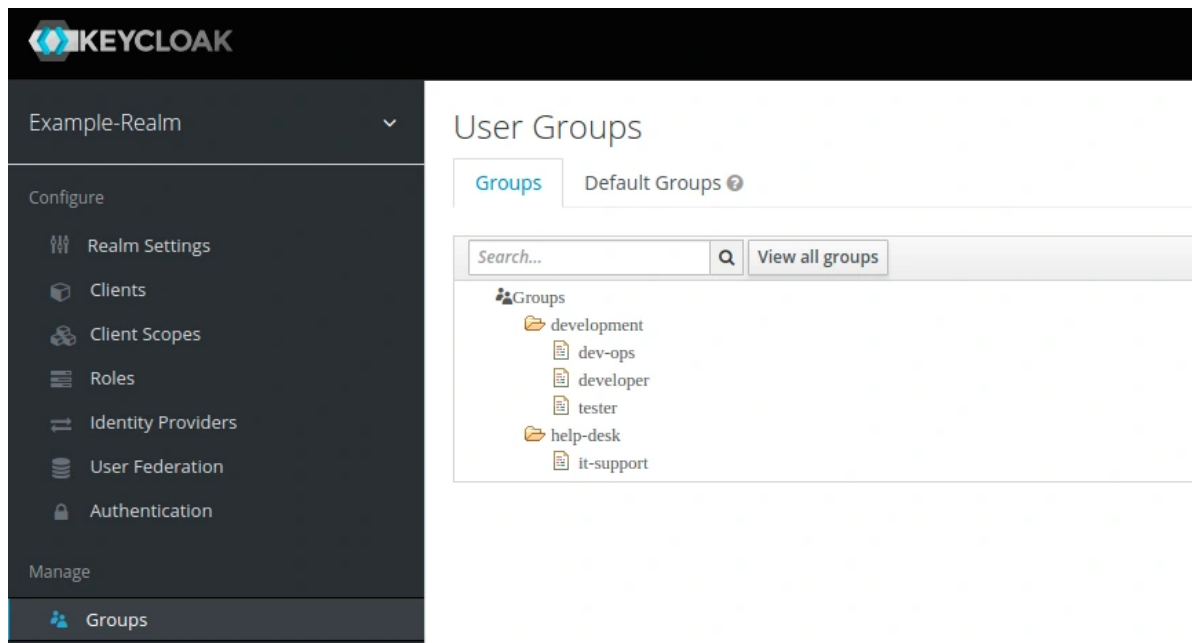 KEYCLOAK
Example-Realm
Configure
Realm Settings
Clients
Client Scopes
Roles
Identity Providers
User Federation
Authentication
Manage
Groups
User Groups
Groups Default Groups ?
Search... View all groups
Groups
development
dev-ops
developer
tester
help-desk
it-support